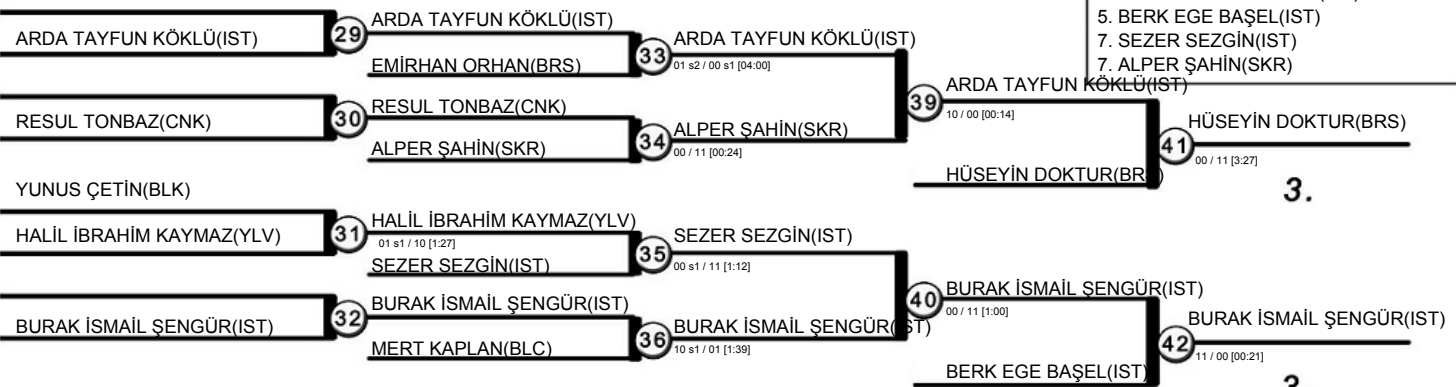 ARDA TAYFUN KÖKLÜ(IST)
29
ARDA TAYFUN KÖKLÜ(IST)
EMİRHAN ORHAN(BRS)
33
ARDA TAYFUN KÖKLÜ(IST)
01 s2 / 00 s1 [04:00]
5. BERK EGE BAŞEL(IST)
7. SEZER SEZGİN(IST)
7. ALPER ŞAHİN(SKR)
RESUL TONBAZ(CNK)
30
RESUL TONBAZ(CNK)
ALPER ŞAHİN(SKR)
34
ALPER ŞAHİN(SKR)
00 / 11 [00:24]
39
ARDA TAYFUN KÖKLÜ(IST)
10 / 00 [00:14]
HÜSEYİN DOKTUR(BRS)
41
HÜSEYİN DOKTUR(BRS)
00 / 11 [3:27]
3.
YUNUS ÇETİN(BLK)
HALİL İBRAHİM KAYMAZ(YLV)
31
HALİL İBRAHİM KAYMAZ(YLV)
01 s1 / 10 [1:27]
SEZER SEZGİN(IST)
35
SEZER SEZGİN(IST)
00 s1 / 11 [1:12]
BURAK İSMAİL ŞENGÜR(IST)
32
BURAK İSMAİL ŞENGÜR(IST)
MERT KAPLAN(BLC)
36
BURAK İSMAİL ŞENGÜR(IST)
10 s1 / 01 [1:39]
40
BURAK İSMAİL ŞENGÜR(IST)
00 / 11 [1:00]
BERK EGE BAŞEL(IST)
42
BURAK İSMAİL ŞENGÜR(IST)
11 / 00 [00:21]